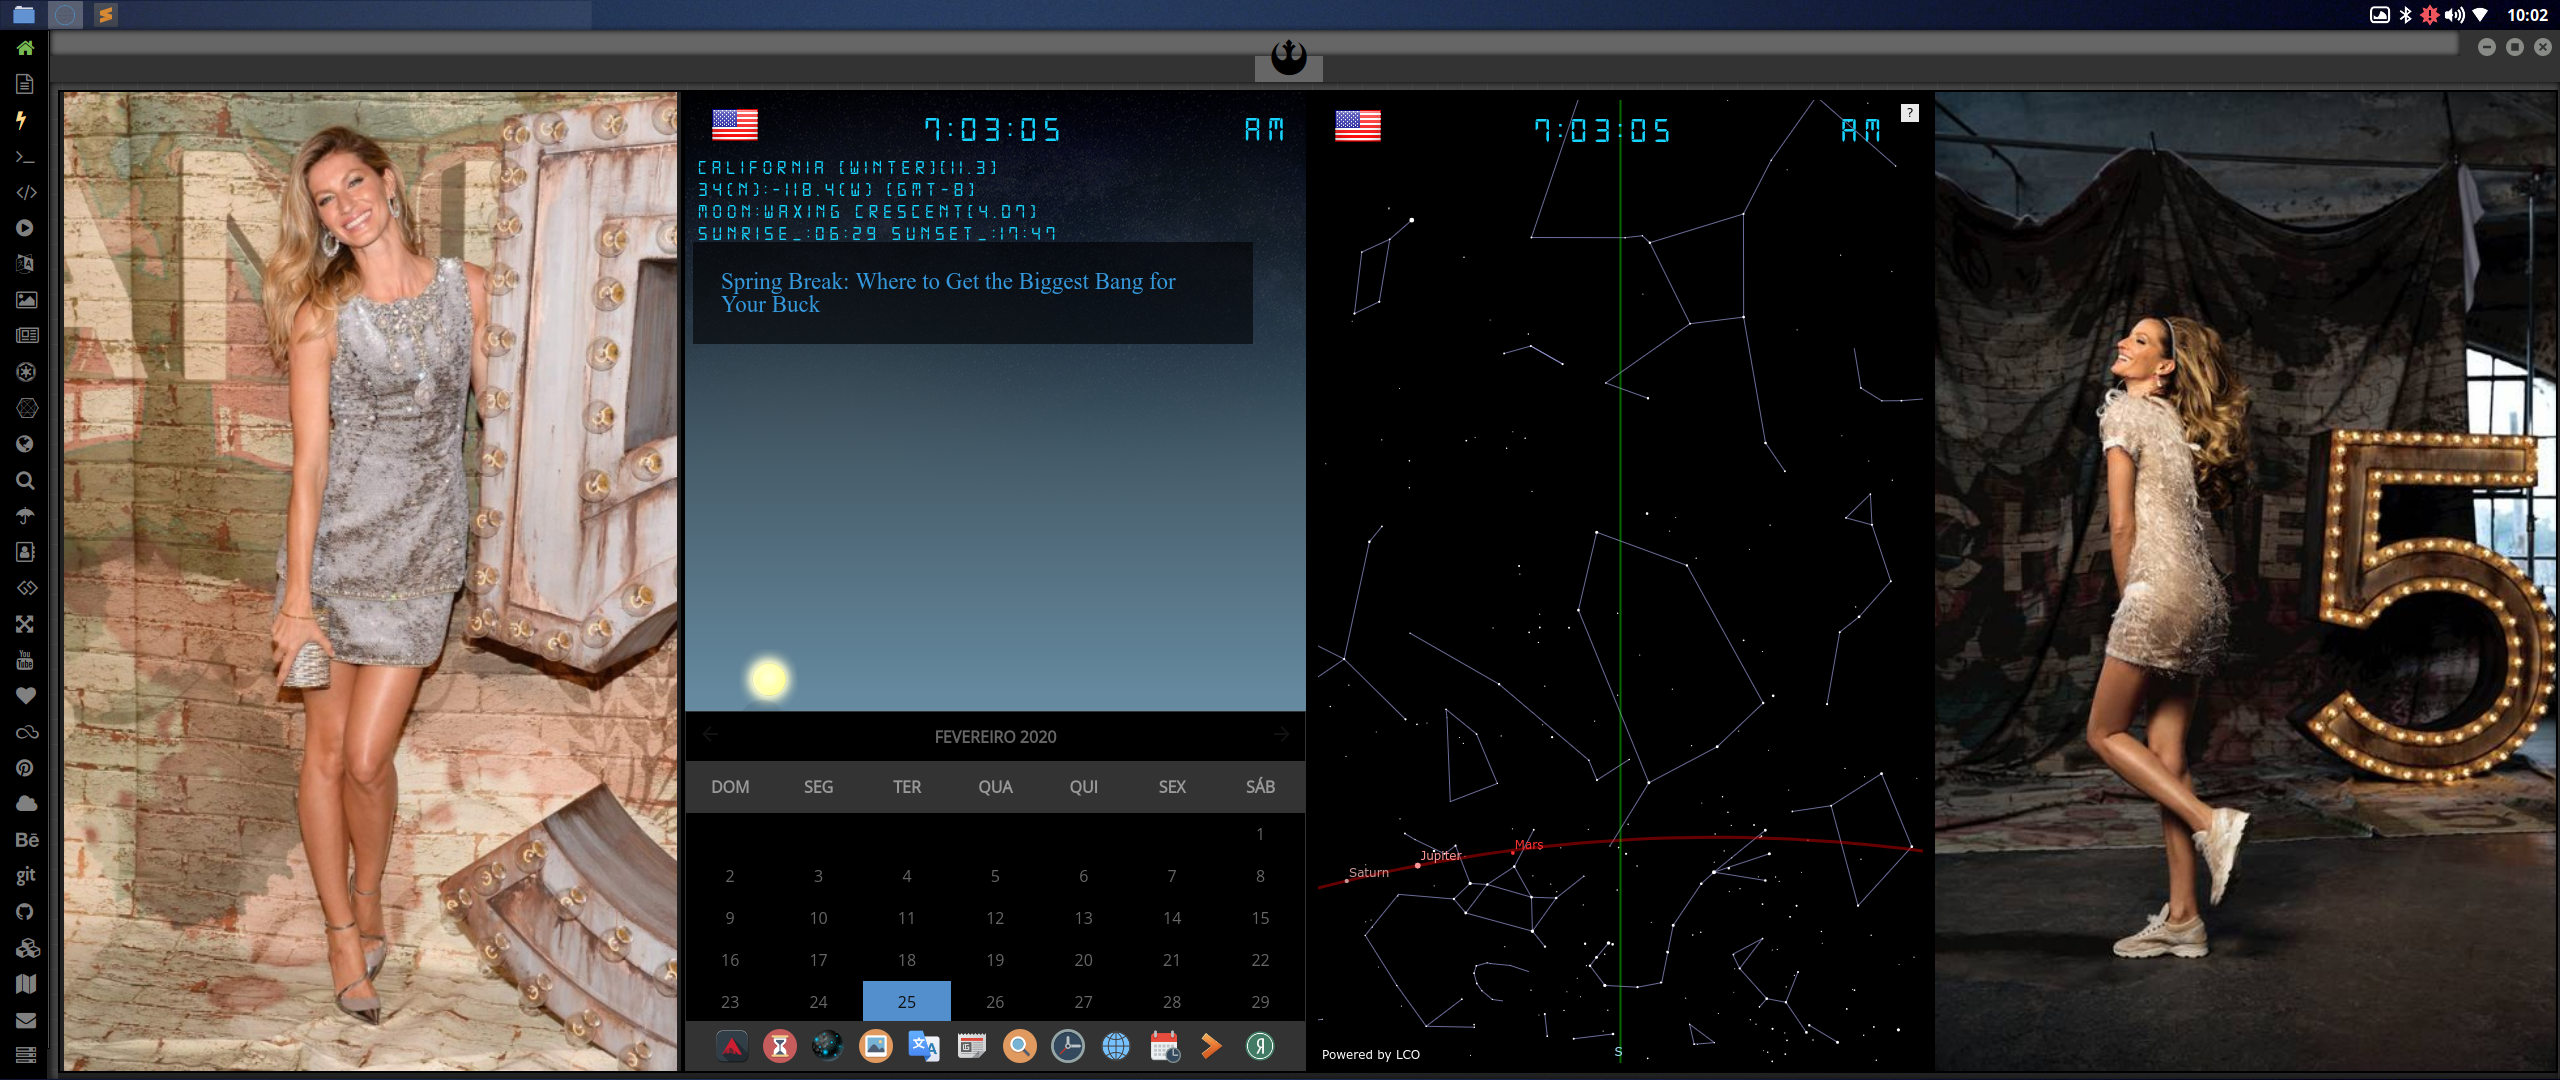 10:02
7:03:05 AM
CALIFORNIA (WINTER)(11.3)
34(N):-118.4(W) (GMT-8)
MOON:WAXING CRESCENT(4.07)
SUNRISE_:06:29 SUNSET_:17:47
Spring Break: Where to Get the Biggest Bang for
Your Buck
FEVEREIRO 2020
DOM SEG TER QUA QUI SEX SÁB
1
2 3 4 5 6 7 8
9 10 11 12 13 14 15
16 17 18 19 20 21 22
23 24 25 26 27 28 29
7:03:05 AM
?
Mars
Jupiter
Saturn
S
Powered by LCO
5
You
Tube
Bē
git